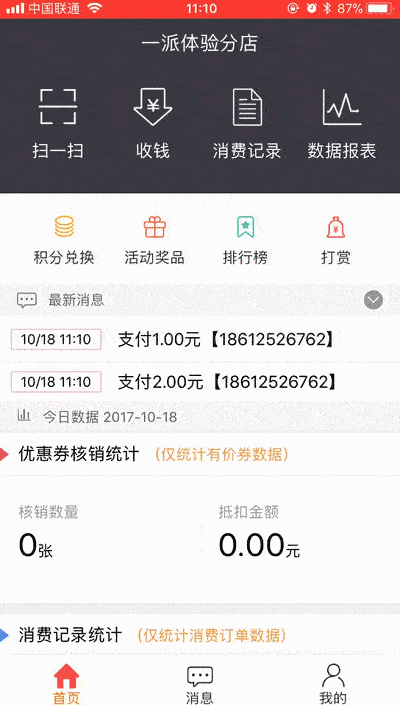 中国联通 11:10 87%
一派体验分店
扫一扫 收钱 消费记录 数据报表
积分兑换 活动奖品 排行榜 打赏
最新消息
10/18 11:10 支付1.00元【18612526762】
10/18 11:10 支付2.00元【18612526762】
今日数据 2017-10-18
优惠券核销统计 （仅统计有价券数据）
核销数量 抵扣金额
0张 0.00元
消费记录统计 （仅统计消费订单数据）
首页 消息 我的